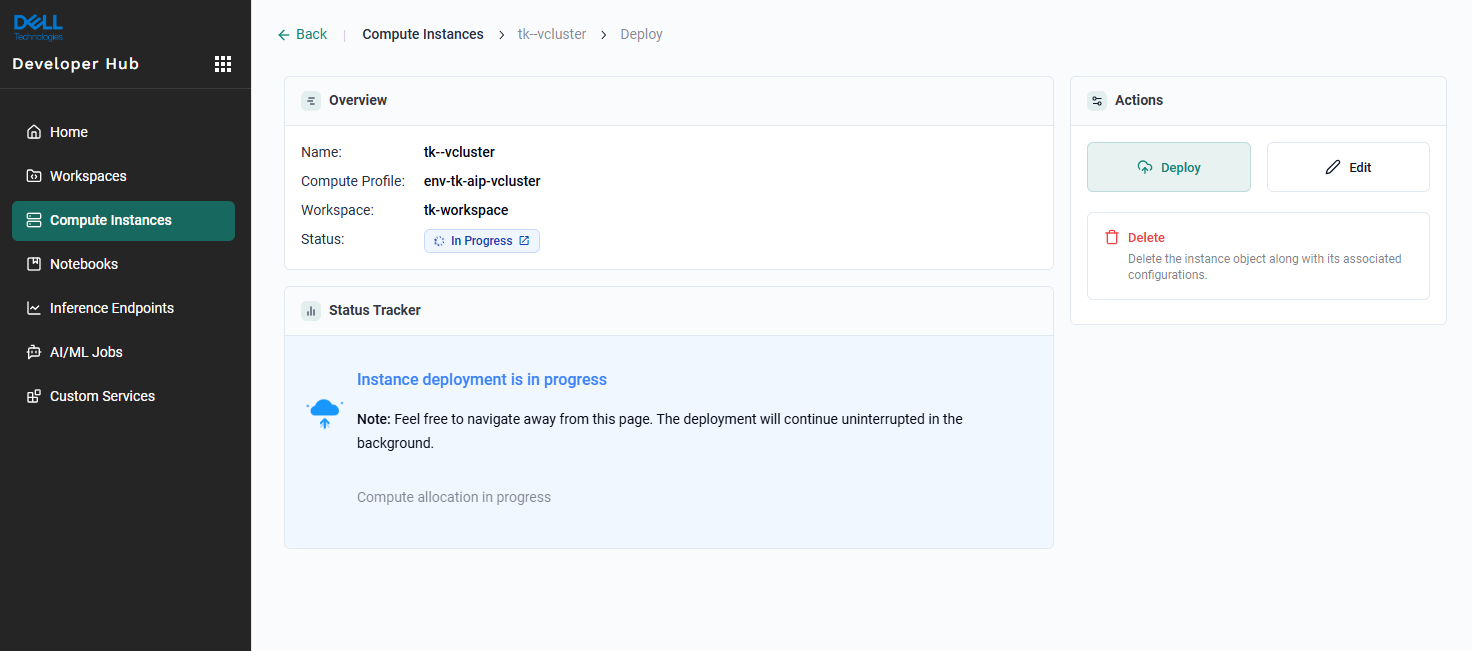 DELL
Technologies
Developer Hub
Home
Workspaces
Compute Instances
Notebooks
Inference Endpoints
AI/ML Jobs
Custom Services
Back | Compute Instances > tk--vcluster > Deploy
Overview
Name: tk--vcluster
Compute Profile: env-tk-aip-vcluster
Workspace: tk-workspace
Status: In Progress
Status Tracker
Instance deployment is in progress
Note: Feel free to navigate away from this page. The deployment will continue uninterrupted in the
background.
Compute allocation in progress
Actions
Deploy Edit
Delete
Delete the instance object along with its associated
configurations.